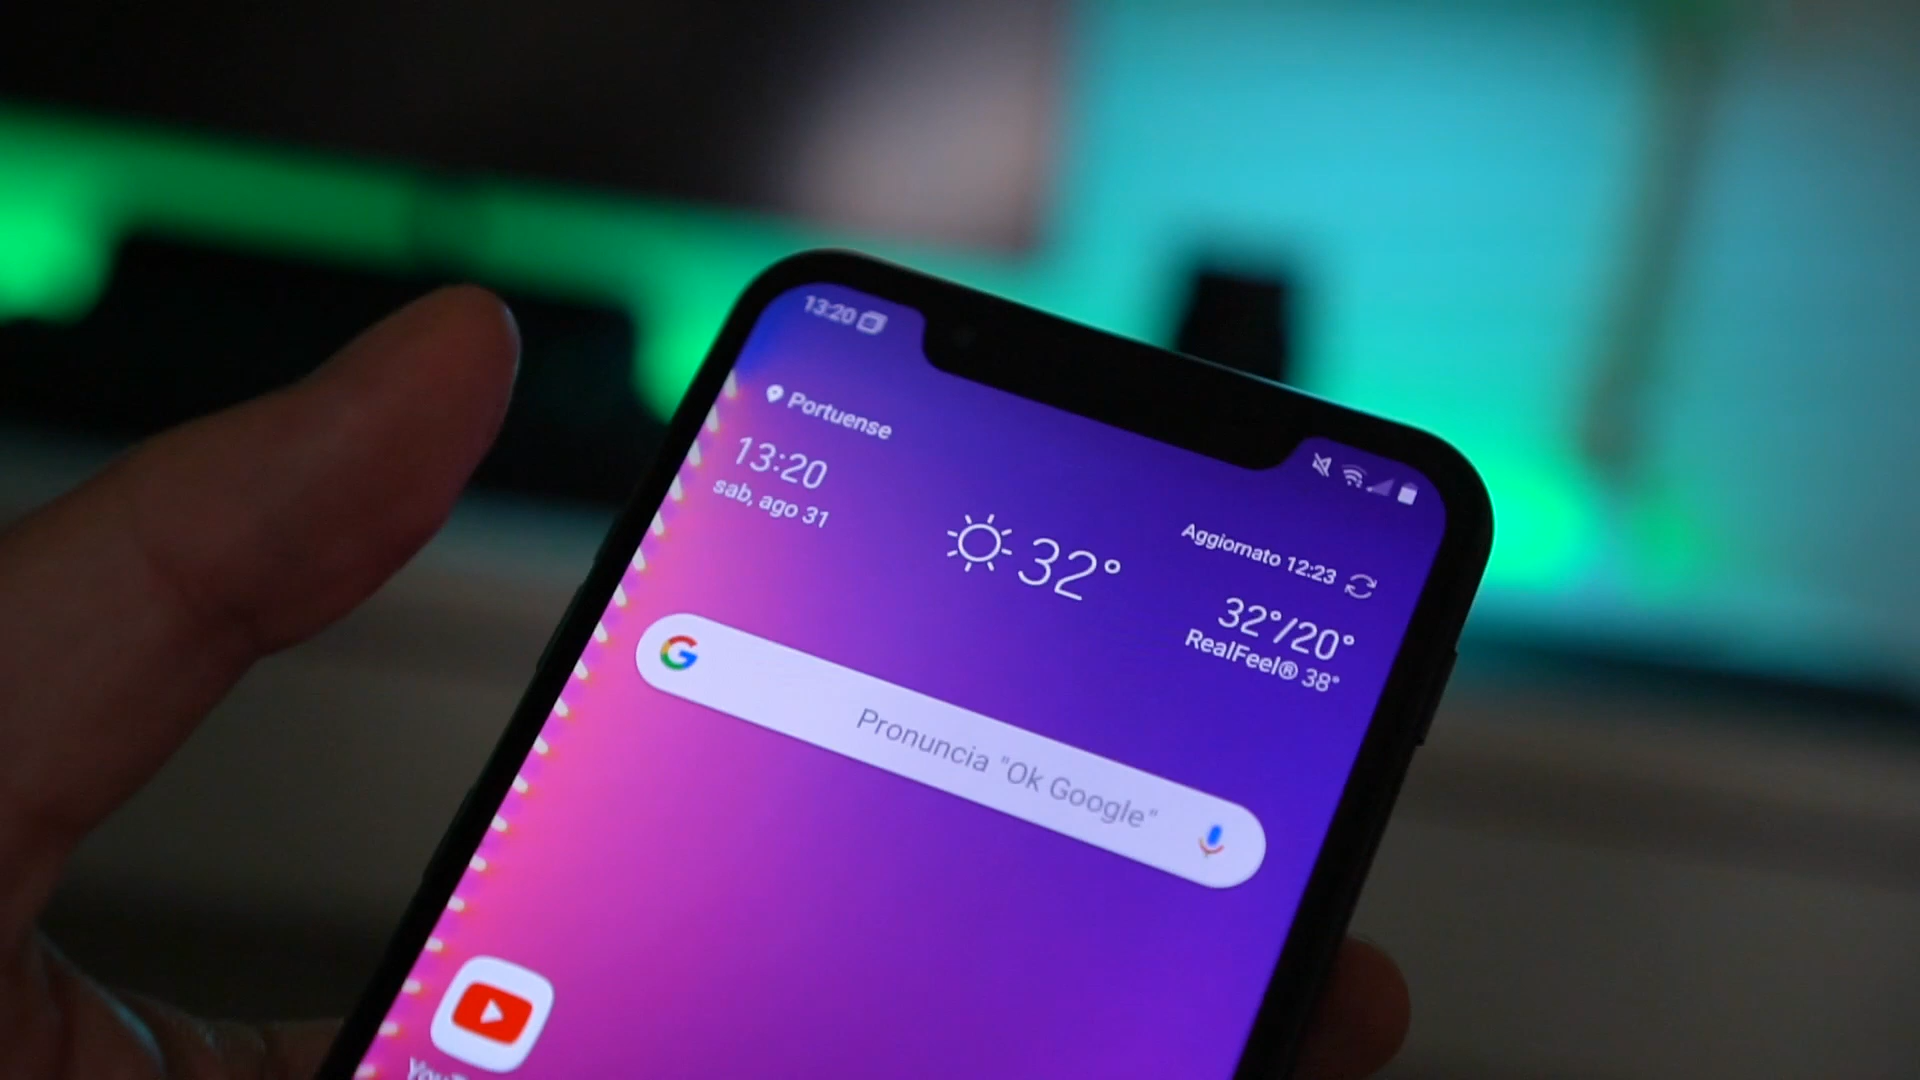 13:20
Portuense
13:20
sab, ago 31
32°
Aggiornato 12:23
32°/20°
RealFeel® 38°
Pronuncia "Ok Google"